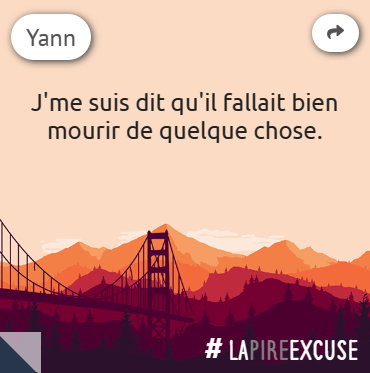 Yann
J'me suis dit qu'il fallait bien
mourir de quelque chose.
# LAPIREEXCUSE